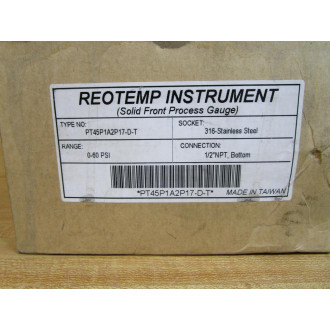 REOTEMP INSTRUMENT
(Solid Front Process Gauge)
TYPE NO: SOCKET:
PT45P1A2P17-D-T 316-Stainless Steel
RANGE: CONNECTION:
0-60 PSI 1/2"NPT, Bottom
*PT45P1A2P17-D-T* MADE IN TAIWAN